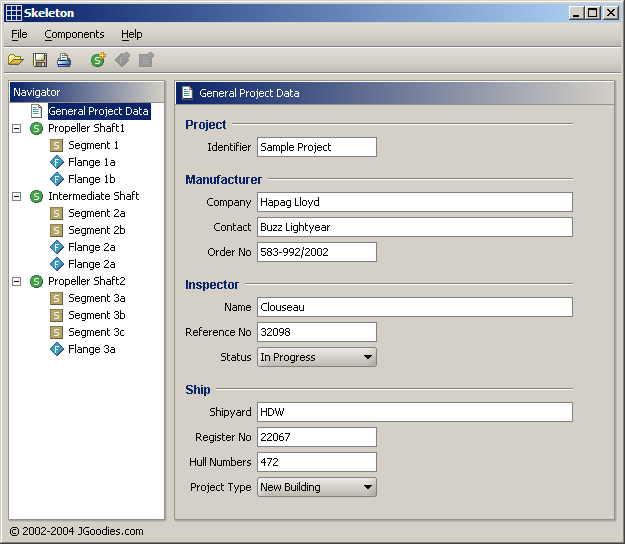 Skeleton
File Components Help
Navigator
General Project Data
Propeller Shaft1
Segment 1
Flange 1a
Flange 1b
Intermediate Shaft
Segment 2a
Segment 2b
Flange 2a
Flange 2a
Propeller Shaft2
Segment 3a
Segment 3b
Segment 3c
Flange 3a
General Project Data
Project
Identifier Sample Project
Manufacturer
Company Hapag Lloyd
Contact Buzz Lightyear
Order No 583-992/2002
Inspector
Name Clouseau
Reference No 32098
Status In Progress
Ship
Shipyard HDW
Register No 22067
Hull Numbers 472
Project Type New Building
© 2002-2004 JGoodies.com